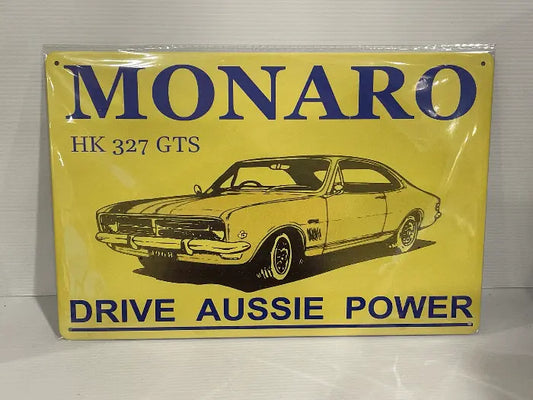 MONARO
HK 327 GTS
DRIVE AUSSIE POWER